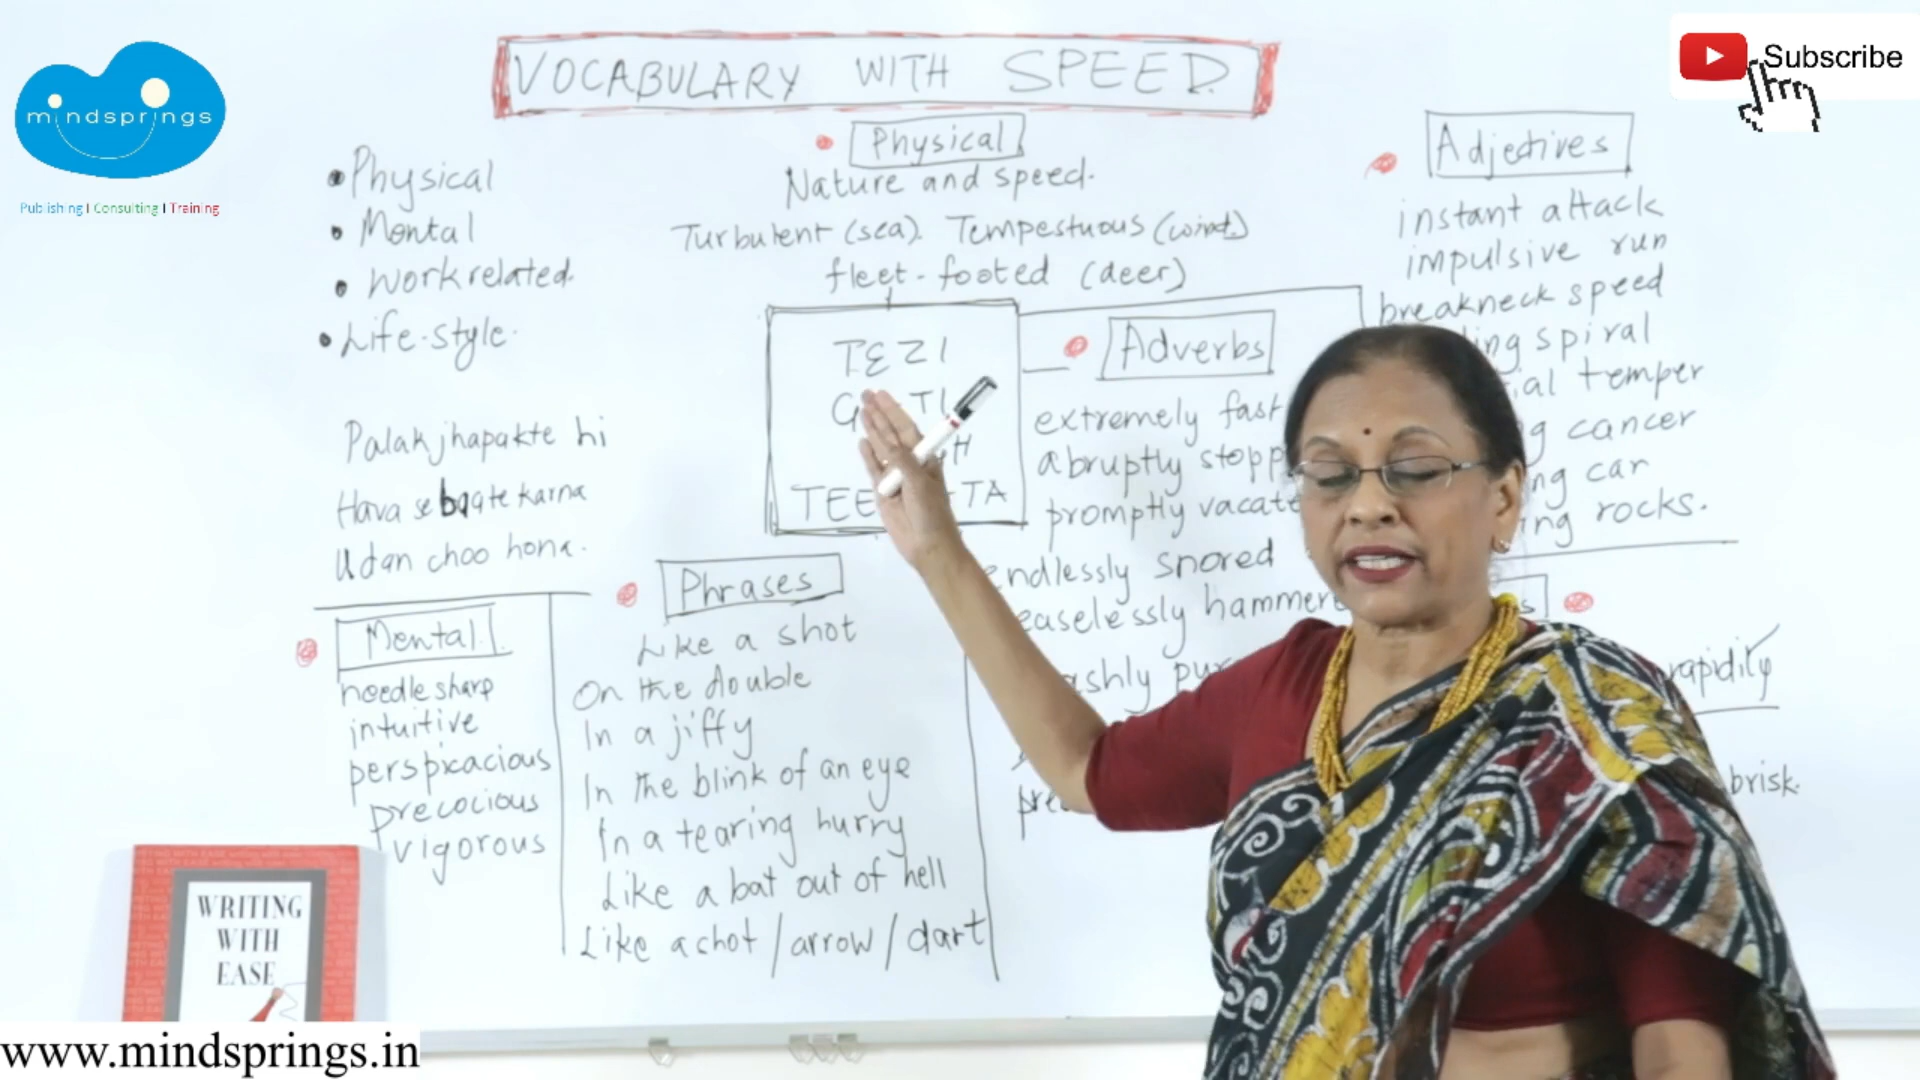 mindsprings
Publishing I Consulting I Training
VOCABULARY WITH SPEED
Subscribe
• Physical
• Mental
• Work related.
• Life-style.
Palak jhapakte hi
Hava se baate karna
Udan choo hona.
Physical
Nature and speed.
Turbulent (sea). Tempestuous (wind)
fleet-footed (deer)
TEZI
TEE TA
Adjectives
instant attack
impulsive run
breakneck speed
spiral
temper
cancer
car
rocks.
Adverbs
extremely fast
abruptly
promptly
endlessly snored
rapidity
brisk.
Mental.
needle sharp
intuitive
perspicacious
precocious
vigorous
Phrases
Like a shot
On the double
In a jiffy
In the blink of an eye
In a tearing hurry
Like a bat out of hell
Like a shot / arrow / dart
WRITING
WITH
EASE
www.mindsprings.in